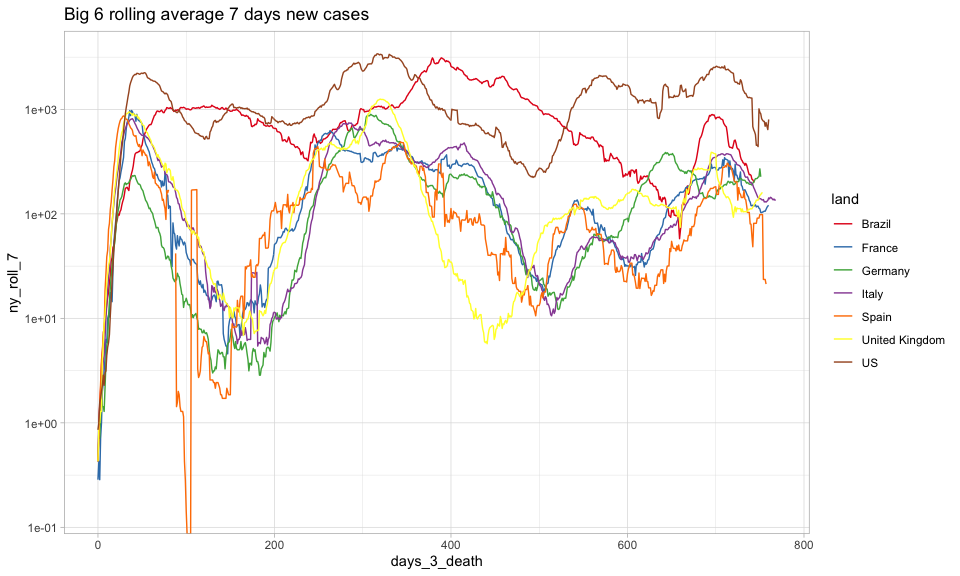 Big 6 rolling average 7 days new cases
ny_roll_7
1e+03
1e+02
1e+01
1e+00
1e-01
0 200 400 600 800
days_3_death
land
Brazil
France
Germany
Italy
Spain
United Kingdom
US